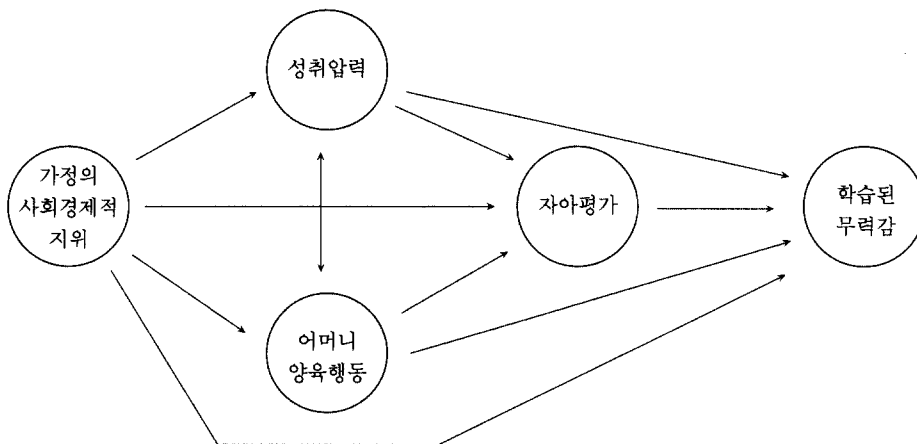 성취압력
가정의
사회경제적
지위
자아평가
학습된
무력감
어머니
양육행동